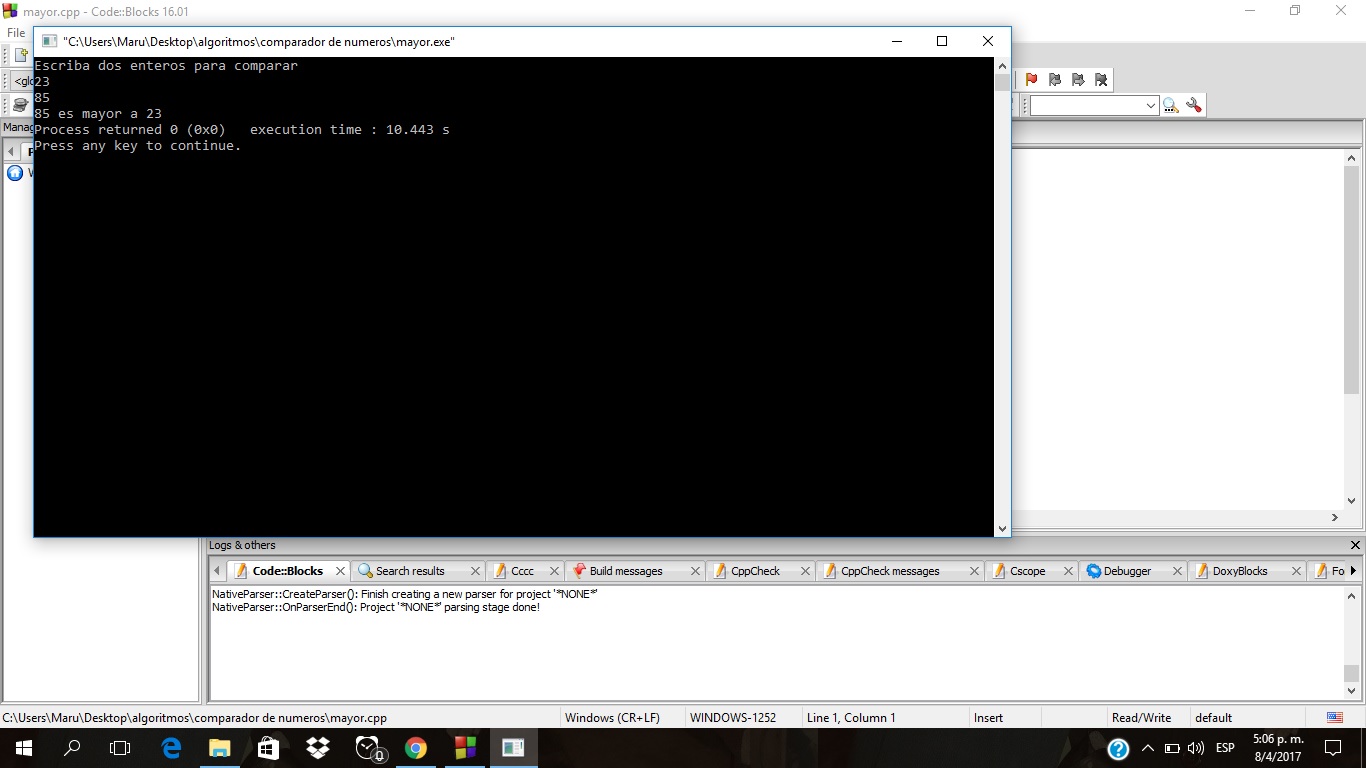 mayor.cpp - Code::Blocks 16.01
File
"C:\Users\Maru\Desktop\algoritmos\comparador de numeros\mayor.exe"
Escriba dos enteros para comparar
23
85
85 es mayor a 23
Process returned 0 (0x0)   execution time : 10.443 s
Press any key to continue.
<glo
Manag
P
W
Logs & others
Code::Blocks
Search results
Cccc
Build messages
CppCheck
CppCheck messages
Cscope
Debugger
DoxyBlocks
Fo
NativeParser::CreateParser(): Finish creating a new parser for project '*NONE*'
NativeParser::OnParserEnd(): Project '*NONE*' parsing stage done!
C:\Users\Maru\Desktop\algoritmos\comparador de numeros\mayor.cpp
Windows (CR+LF)
WINDOWS-1252
Line 1, Column 1
Insert
Read/Write
default
0
ESP
5:06 p. m.
8/4/2017